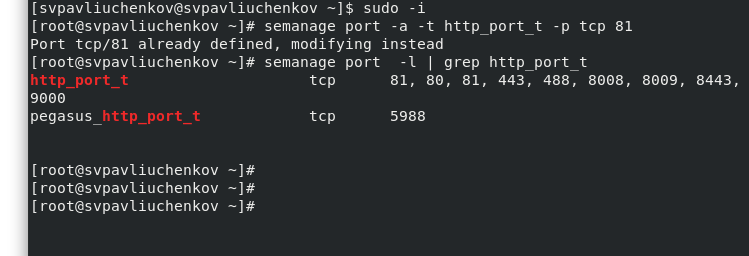 [svpavliuchenkov@svpavliuchenkov ~]$ sudo -i
[root@svpavliuchenkov ~]# semanage port -a -t http_port_t -p tcp 81
Port tcp/81 already defined, modifying instead
[root@svpavliuchenkov ~]# semanage port  -l | grep http_port_t
http_port_t                    tcp      81, 80, 81, 443, 488, 8008, 8009, 8443,
9000
pegasus_http_port_t            tcp      5988
[root@svpavliuchenkov ~]#
[root@svpavliuchenkov ~]#
[root@svpavliuchenkov ~]#